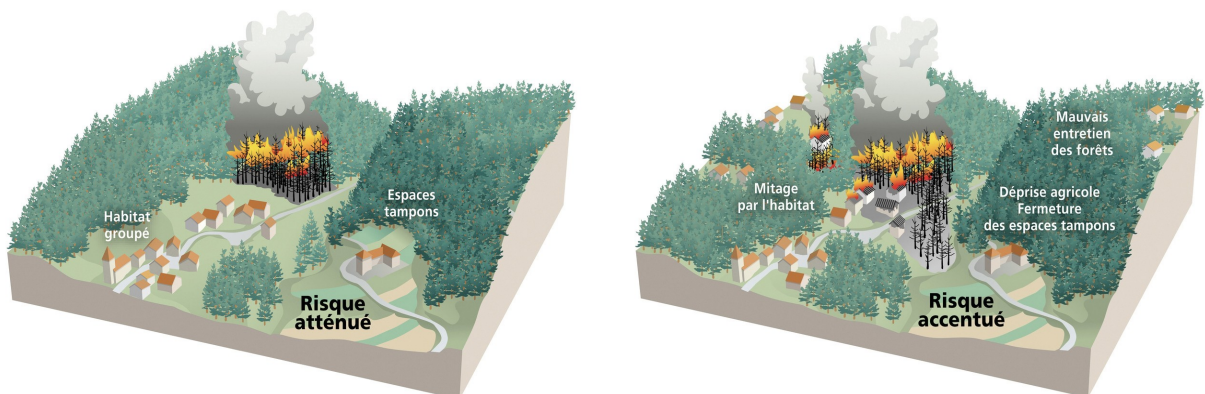 Habitat
groupé
Espaces
tampons
Risque
atténué
Mitage
par l'habitat
Mauvais
entretien
des forêts
Déprise agricole
Fermeture
des espaces tampons
Risque
accentué